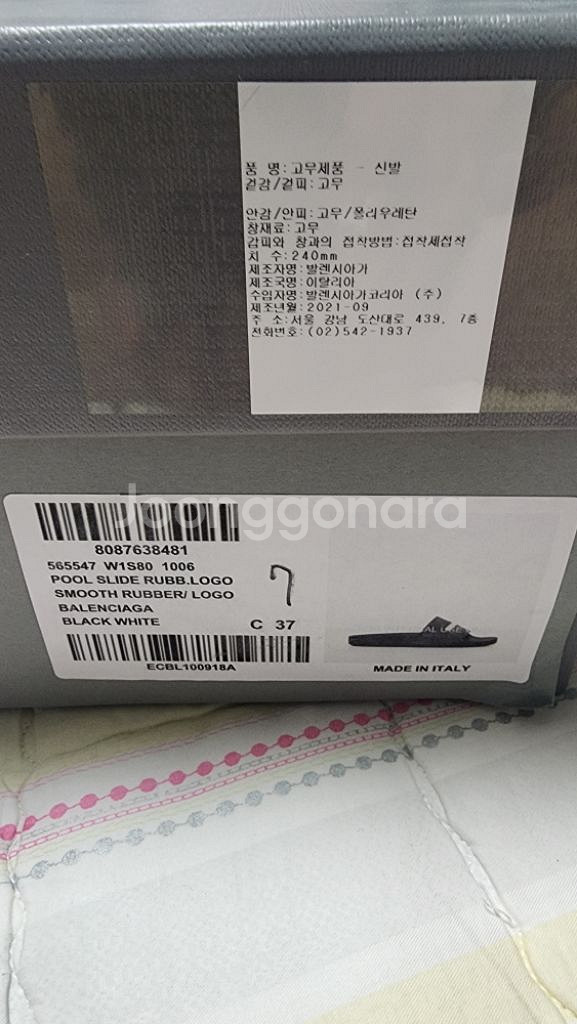 품 명:고무제품 - 신발
겉감/겉피:고무
안감/안피:고무/폴리우레탄
창재료:고무
갑피와 창과의 접착방법:접착제접착
치 수:240mm
제조자명:발렌시아가
제조국명:이탈리아
수입자명:발렌시아가코리아 (주)
제조년월:2021-09
주 소:서울 강남 도산대로 439, 7층
전화번호:(02)542-1937
Joonggonara
8087638481
565547 W1S80 1006
POOL SLIDE RUBB.LOGO
SMOOTH RUBBER/ LOGO
BALENCIAGA
BLACK WHITE
C 37
7
ECBL100918A
MADE IN ITALY